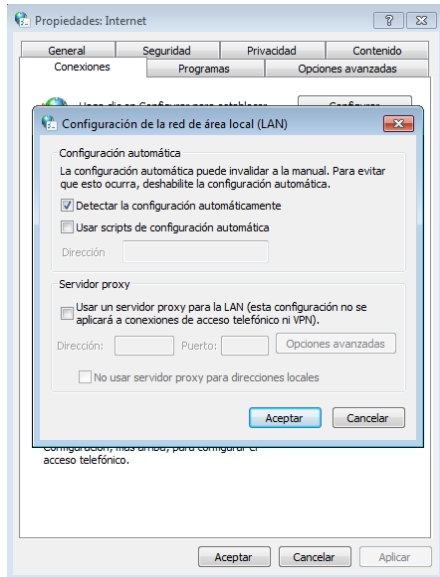 Propiedades: Internet
General Seguridad Privacidad Contenido
Conexiones Programas Opciones avanzadas
Configuración de la red de área local (LAN)
Configuración automática
La configuración automática puede invalidar a la manual. Para evitar
que esto ocurra, deshabilite la configuración automática.
Detectar la configuración automáticamente
Usar scripts de configuración automática
Dirección
Servidor proxy
Usar un servidor proxy para la LAN (esta configuración no se
aplicará a conexiones de acceso telefónico ni VPN).
Dirección: Puerto: Opciones avanzadas
No usar servidor proxy para direcciones locales
Aceptar Cancelar
acceso telefónico.
Aceptar Cancelar Aplicar